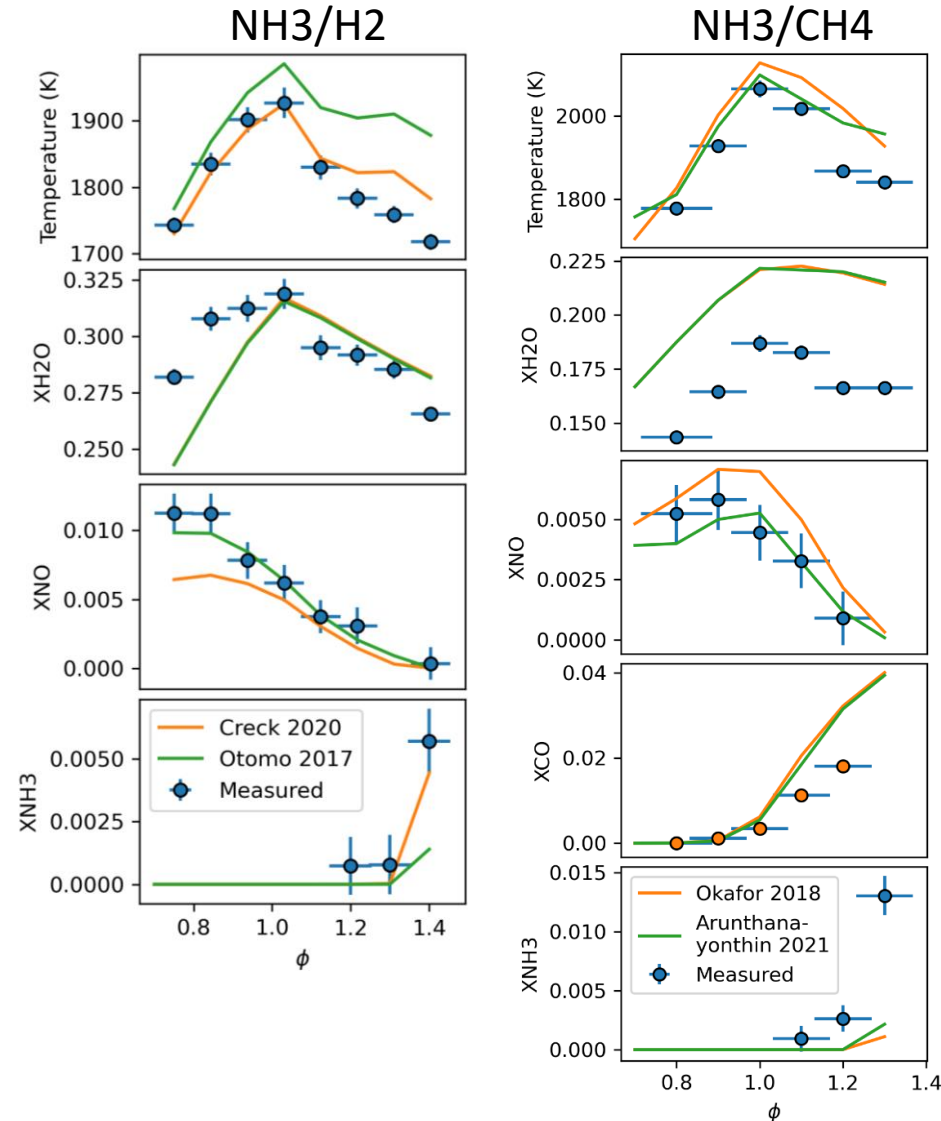 NH3/H2
Temperature (K)
1900
1800
1700
XH2O
0.325
0.300
0.275
0.250
XNO
0.010
0.005
0.000
XNH3
0.0050
0.0025
0.0000
Creck 2020
Otomo 2017
Measured
0.8
1.0
1.2
1.4
ϕ
NH3/CH4
Temperature (K)
2000
1800
XH2O
0.225
0.200
0.175
0.150
XNO
0.0050
0.0025
0.0000
XCO
0.04
0.02
0.00
XNH3
0.015
0.010
0.005
0.000
Okafor 2018
Arunthana-
yonthin 2021
Measured
0.8
1.0
1.2
1.4
ϕ